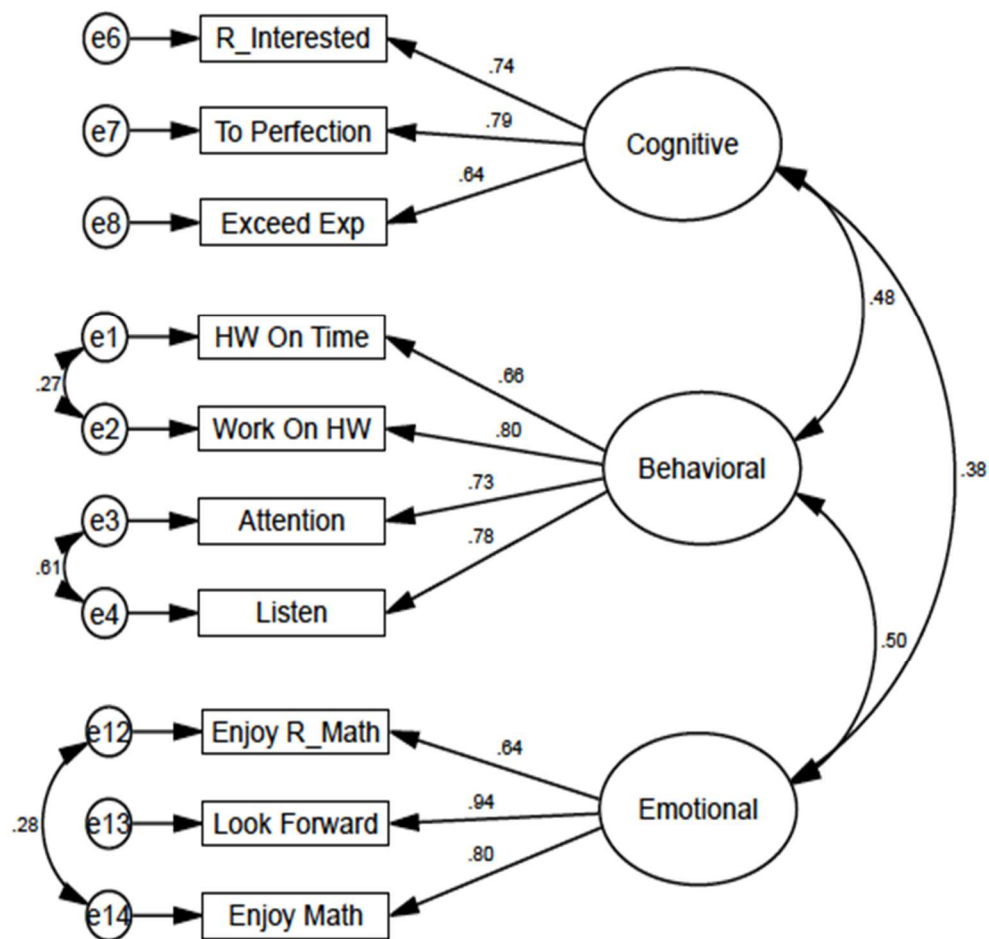 e6
R_Interested
.74
e7
To Perfection
.79
Cognitive
e8
Exceed Exp
.64
.48
e1
HW On Time
.66
.27
e2
Work On HW
.80
Behavioral
.38
e3
Attention
.73
.61
.78
e4
Listen
.50
e12
Enjoy R_Math
.64
.28
e13
Look Forward
.94
Emotional
.80
e14
Enjoy Math